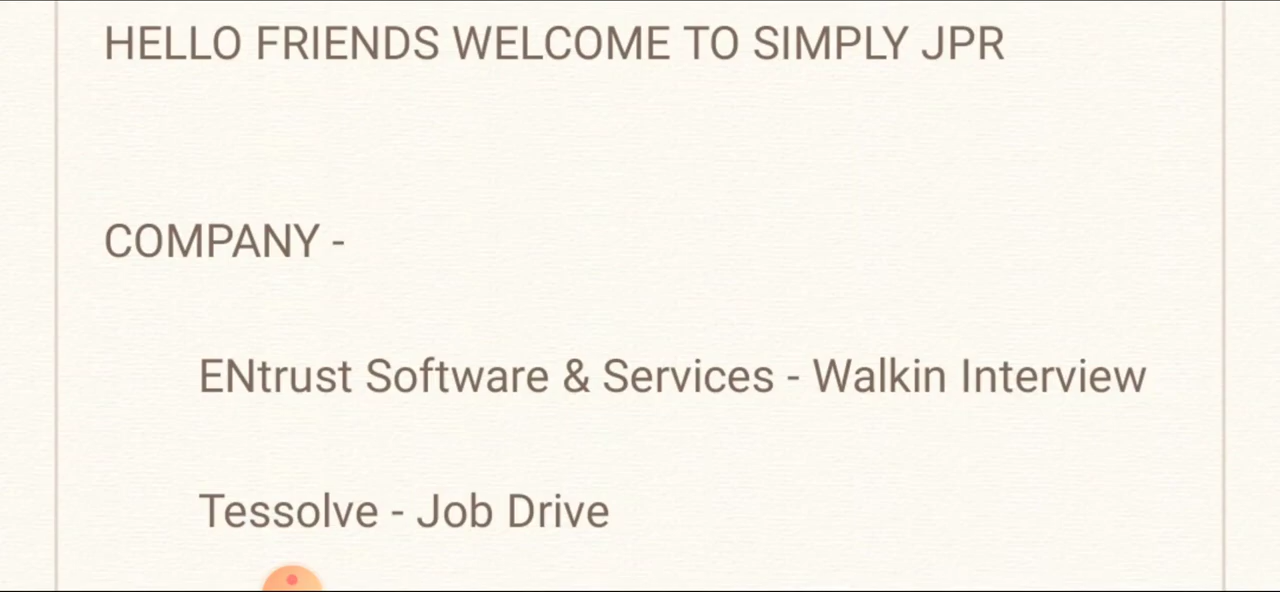 HELLO FRIENDS WELCOME TO SIMPLY JPR
COMPANY -
ENtrust Software & Services - Walkin Interview
Tessolve - Job Drive